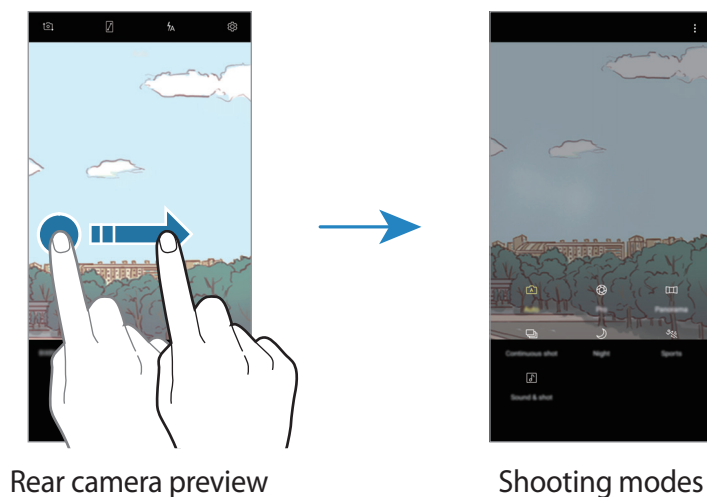 Auto
Pro
Panorama
Continuous shot
Night
Sports
Sound & shot
Rear camera preview
Shooting modes